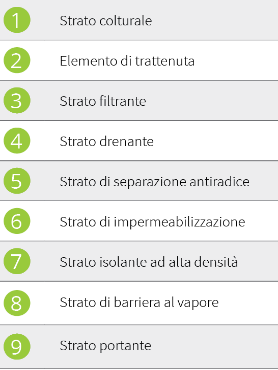 1 Strato colturale
2 Elemento di trattenuta
3 Strato filtrante
4 Strato drenante
5 Strato di separazione antiradice
6 Strato di impermeabilizzazione
7 Strato isolante ad alta densità
8 Strato di barriera al vapore
9 Strato portante